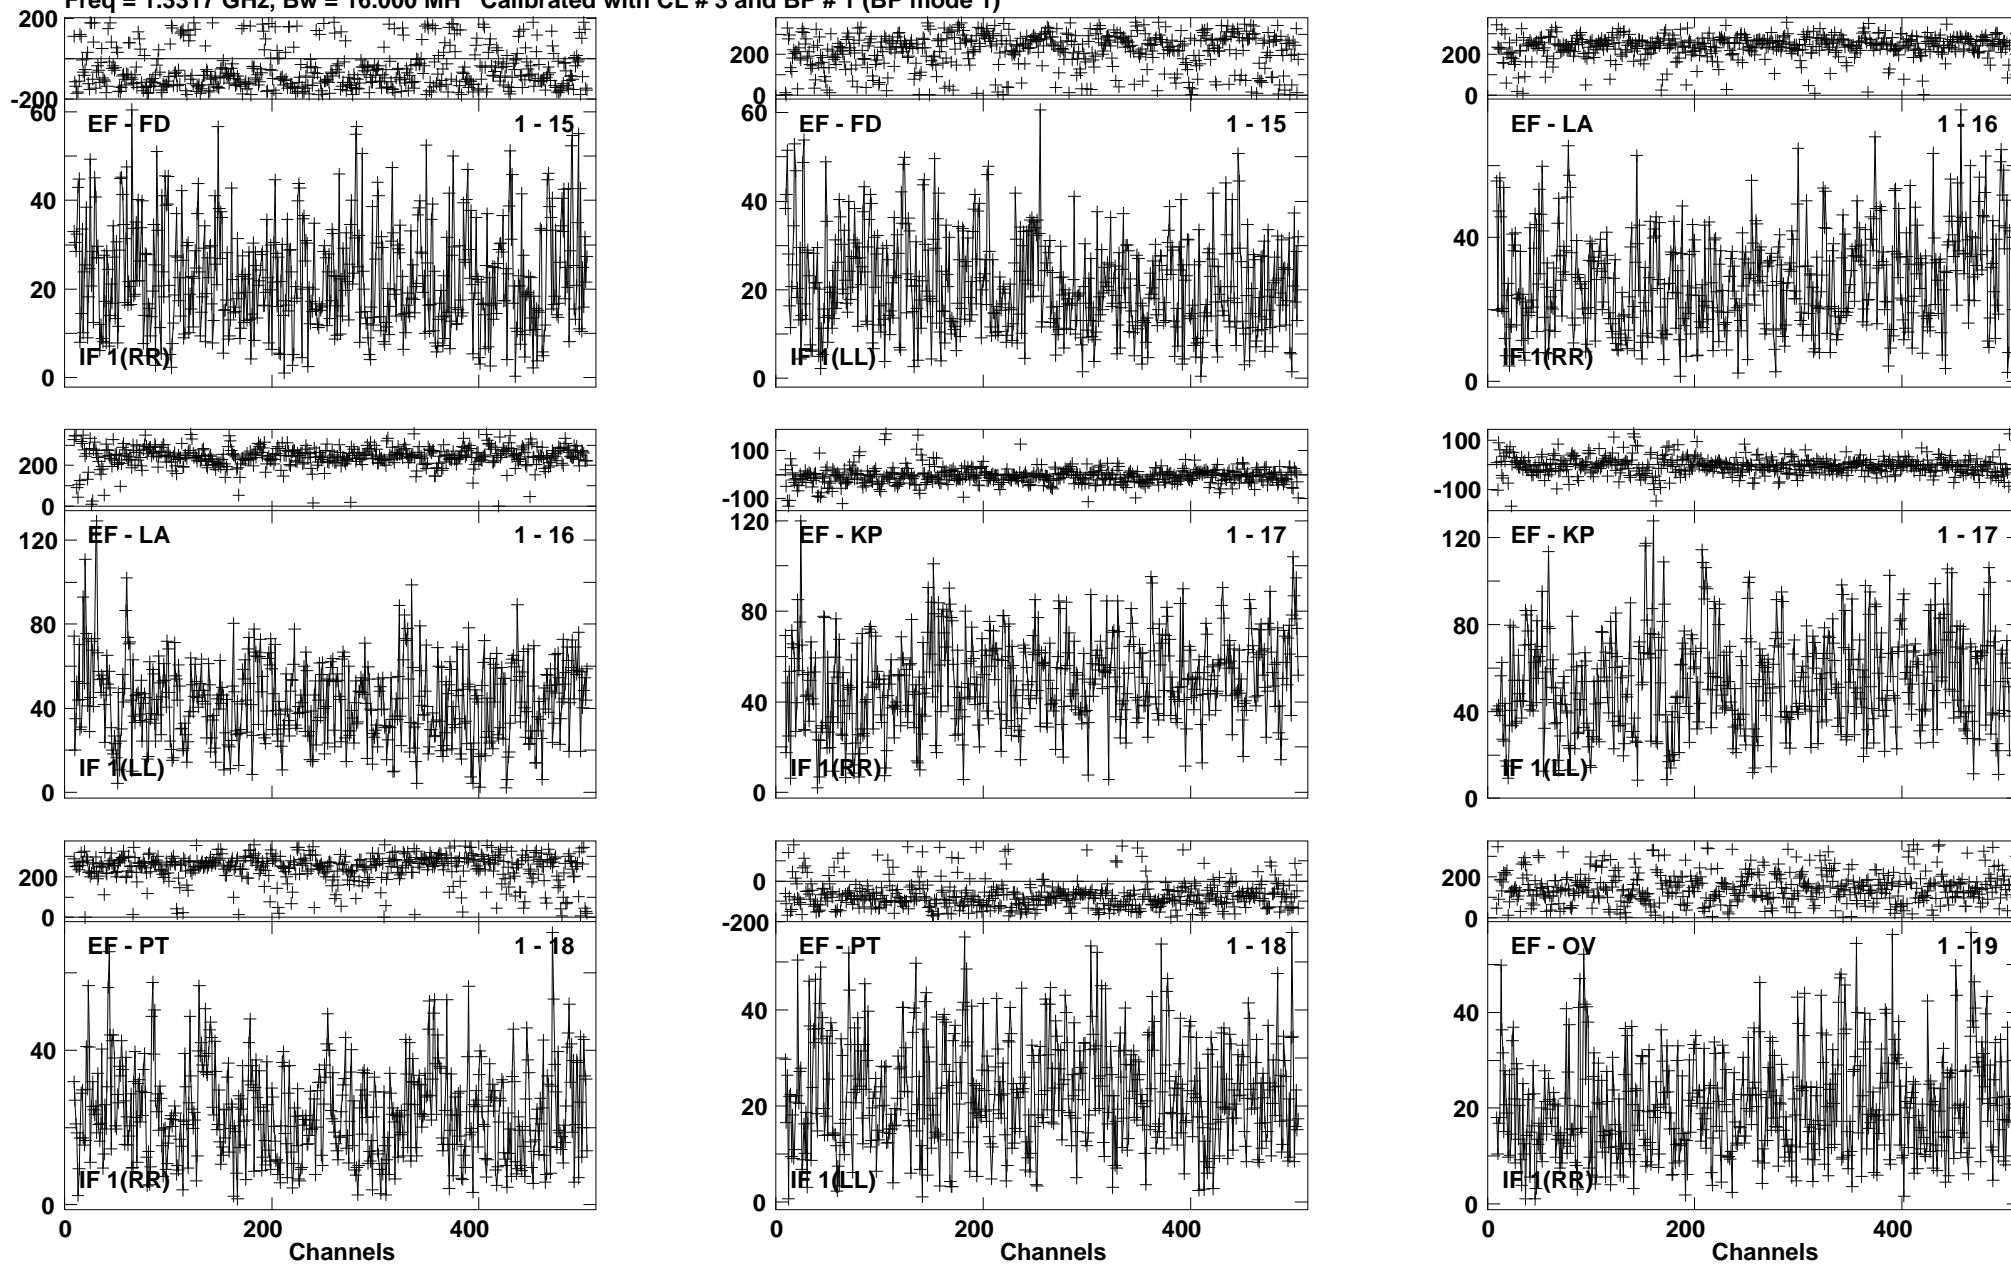 Freq = 1.3317 GHz, Bw = 16.000 MH Calibrated with CL # 3 and BP # 1 (BP mode 1)
200
-200
60
40
20
0
EF - FD
1 - 15
IF 1(RR)
200
0
60
40
20
0
EF - FD
1 - 15
IF 1(LL)
200
0
40
0
EF - LA
1 - 16
IF 1(RR)
200
0
120
80
40
0
EF - LA
1 - 16
IF 1(LL)
100
-100
120
80
40
0
EF - KP
1 - 17
IF 1(RR)
100
-100
120
80
40
0
EF - KP
1 - 17
IF 1(LL)
200
0
40
0
EF - PT
1 - 18
IF 1(RR)
0 200 400
Channels
0
-200
40
20
0
EF - PT
1 - 18
IF 1(LL)
0 200 400
Channels
200
0
40
20
0
EF - OV
1 - 19
IF 1(RR)
0 200 400
Channels